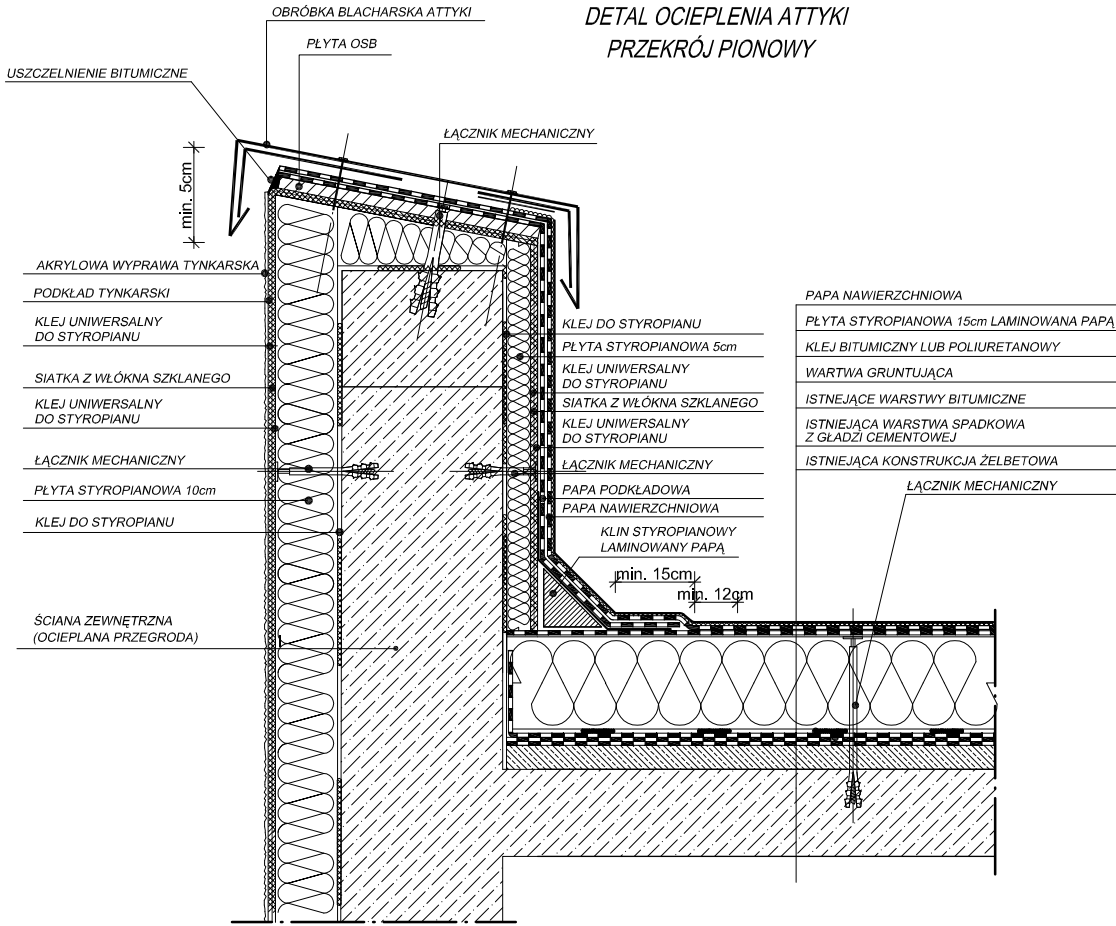 DETAL OCIEPLENIA ATTYKI
PRZEKRÓJ PIONOWY
OBRÓBKA BLACHARSKA ATTYKI
PŁYTA OSB
USZCZELNIENIE BITUMICZNE
ŁĄCZNIK MECHANICZNY
min. 5cm
AKRYLOWA WYPRAWA TYNKARSKA
PODKŁAD TYNKARSKI
KLEJ UNIWERSALNY
DO STYROPIANU
SIATKA Z WŁÓKNA SZKLANEGO
KLEJ UNIWERSALNY
DO STYROPIANU
ŁĄCZNIK MECHANICZNY
PŁYTA STYROPIANOWA 10cm
KLEJ DO STYROPIANU
ŚCIANA ZEWNĘTRZNA
(OCIEPLANA PRZEGRODA)
KLEJ DO STYROPIANU
PŁYTA STYROPIANOWA 5cm
KLEJ UNIWERSALNY
DO STYROPIANU
SIATKA Z WŁÓKNA SZKLANEGO
KLEJ UNIWERSALNY
DO STYROPIANU
ŁĄCZNIK MECHANICZNY
PAPA PODKŁADOWA
PAPA NAWIERZCHNIOWA
KLIN STYROPIANOWY
LAMINOWANY PAPĄ
min. 15cm
min. 12cm
PAPA NAWIERZCHNIOWA
PŁYTA STYROPIANOWA 15cm LAMINOWANA PAPĄ
KLEJ BITUMICZNY LUB POLIURETANOWY
WARTWA GRUNTUJĄCA
ISTNIEJĄCE WARSTWY BITUMICZNE
ISTNIEJĄCA WARSTWA SPADKOWA
Z GŁADZI CEMENTOWEJ
ISTNIEJĄCA KONSTRUKCJA ŻELBETOWA
ŁĄCZNIK MECHANICZNY